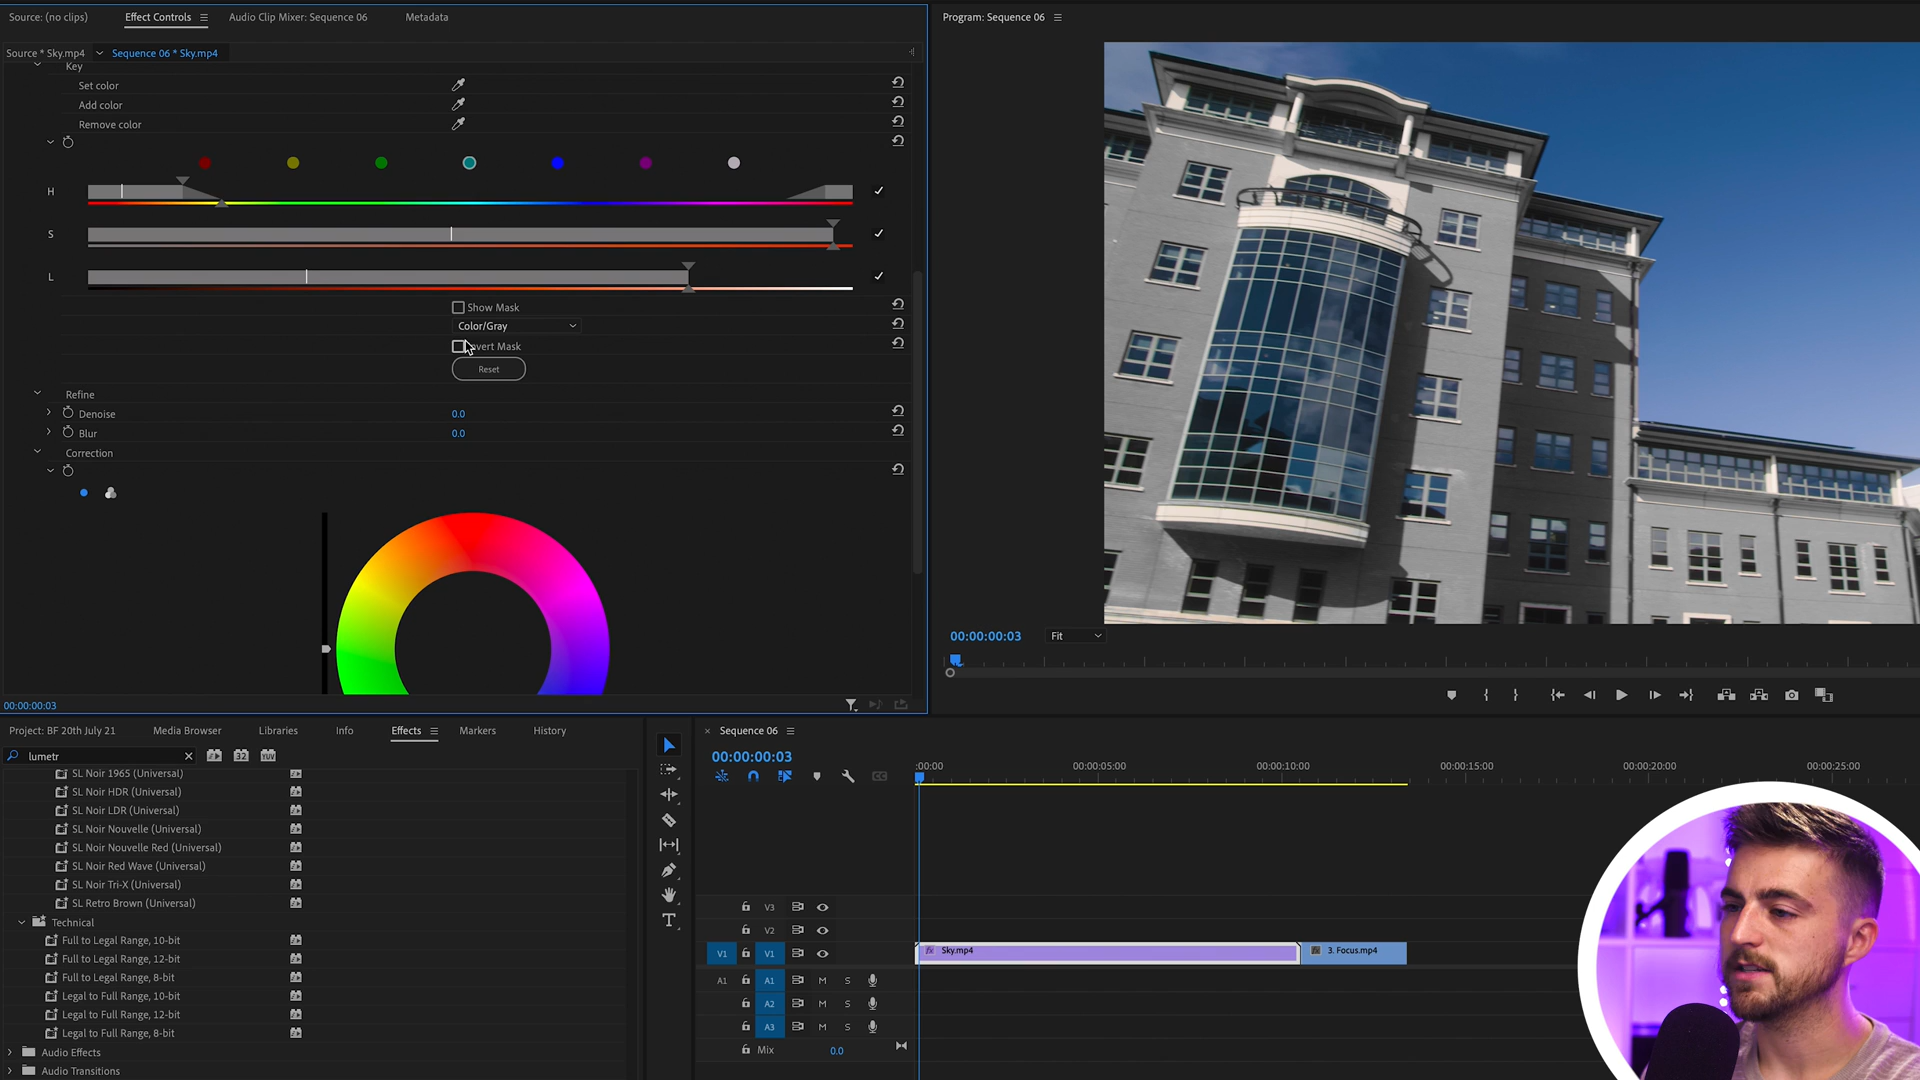 Source: (no clips)
Effect Controls
Audio Clip Mixer: Sequence 06
Metadata
Program: Sequence 06
Source * Sky.mp4
Sequence 06 * Sky.mp4
Key
Set color
Add color
Remove color
H
S
L
Show Mask
Color/Gray
vert Mask
Reset
Refine
Denoise
0.0
Blur
0.0
Correction
00:00:00:03
Fit
00:00:00:03
Project: BF 20th July 21
Media Browser
Libraries
Info
Effects
Markers
History
× Sequence 06
lumetr
32
YUV
00:00:00:03
:00:00
00:00:05:00
00:00:10:00
00:00:15:00
00:00:20:00
00:00:25:00
SL Noir 1965 (Universal)
SL Noir HDR (Universal)
SL Noir LDR (Universal)
SL Noir Nouvelle (Universal)
SL Noir Nouvelle Red (Universal)
SL Noir Red Wave (Universal)
SL Noir Tri-X (Universal)
SL Retro Brown (Universal)
Technical
Full to Legal Range, 10-bit
Full to Legal Range, 12-bit
Full to Legal Range, 8-bit
Legal to Full Range, 10-bit
Legal to Full Range, 12-bit
Legal to Full Range, 8-bit
Audio Effects
Audio Transitions
V3
V2
V1
V1
fx Sky.mp4
fx 3. Focus.mp4
A1
A1
M
S
A2
M
S
A3
M
S
Mix
0.0